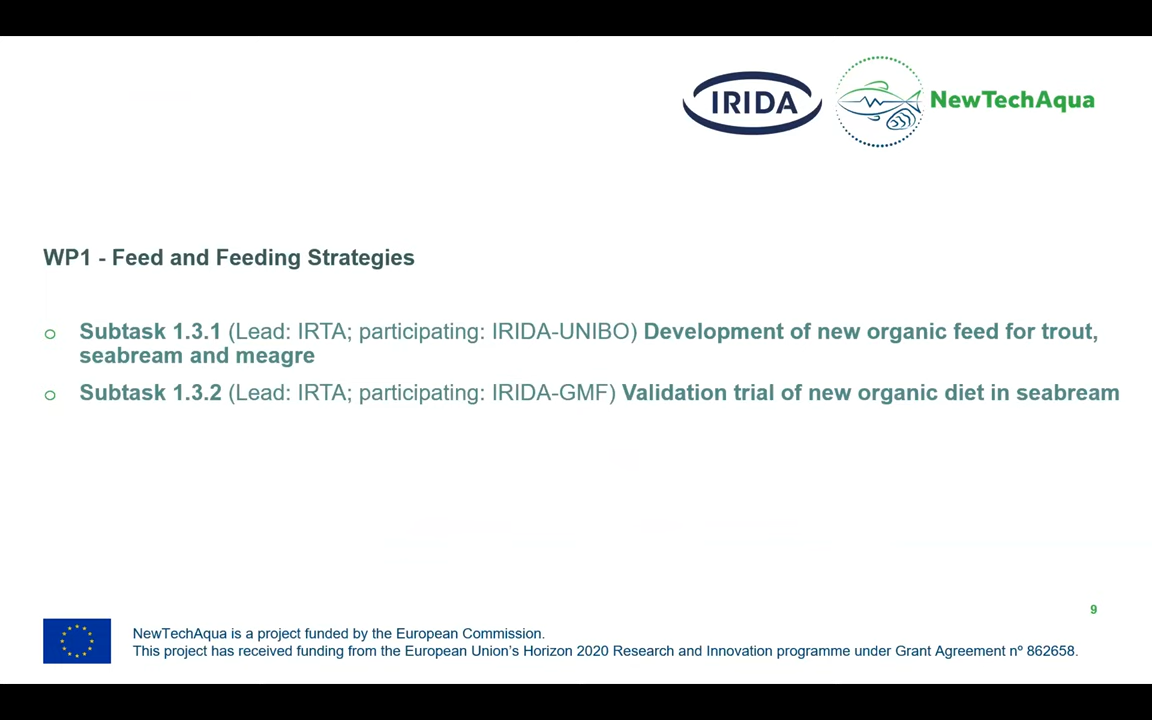 IRIDA
NewTechAqua
WP1 - Feed and Feeding Strategies
o Subtask 1.3.1 (Lead: IRTA; participating: IRIDA-UNIBO) Development of new organic feed for trout,
seabream and meagre
o Subtask 1.3.2 (Lead: IRTA; participating: IRIDA-GMF) Validation trial of new organic diet in seabream
9
NewTechAqua is a project funded by the European Commission.
This project has received funding from the European Union’s Horizon 2020 Research and Innovation programme under Grant Agreement nº 862658.